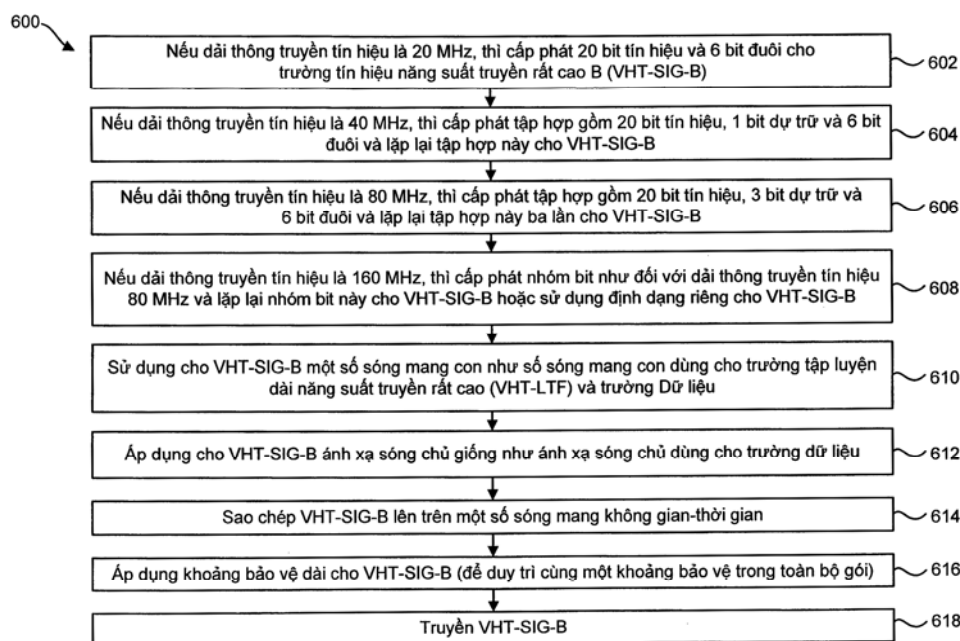 600
Nếu dải thông truyền tín hiệu là 20 MHz, thì cấp phát 20 bit tín hiệu và 6 bit đuôi cho
trường tín hiệu năng suất truyền rất cao B (VHT-SIG-B)
602
Nếu dải thông truyền tín hiệu là 40 MHz, thì cấp phát tập hợp gồm 20 bit tín hiệu, 1 bit dự trữ và 6 bit
đuôi và lặp lại tập hợp này cho VHT-SIG-B
604
Nếu dải thông truyền tín hiệu là 80 MHz, thì cấp phát tập hợp gồm 20 bit tín hiệu, 3 bit dự trữ và
6 bit đuôi và lặp lại tập hợp này ba lần cho VHT-SIG-B
606
Nếu dải thông truyền tín hiệu là 160 MHz, thì cấp phát nhóm bit như đối với dải thông truyền tín hiệu
80 MHz và lặp lại nhóm bit này cho VHT-SIG-B hoặc sử dụng định dạng riêng cho VHT-SIG-B
608
Sử dụng cho VHT-SIG-B một số sóng mang con như số sóng mang con dùng cho trường tập luyện
dài năng suất truyền rất cao (VHT-LTF) và trường Dữ liệu
610
Áp dụng cho VHT-SIG-B ánh xạ sóng chủ giống như ánh xạ sóng chủ dùng cho trường dữ liệu
612
Sao chép VHT-SIG-B lên trên một số sóng mang không gian-thời gian
614
Áp dụng khoảng bảo vệ dài cho VHT-SIG-B (để duy trì cùng một khoảng bảo vệ trong toàn bộ gói)
616
Truyền VHT-SIG-B
618